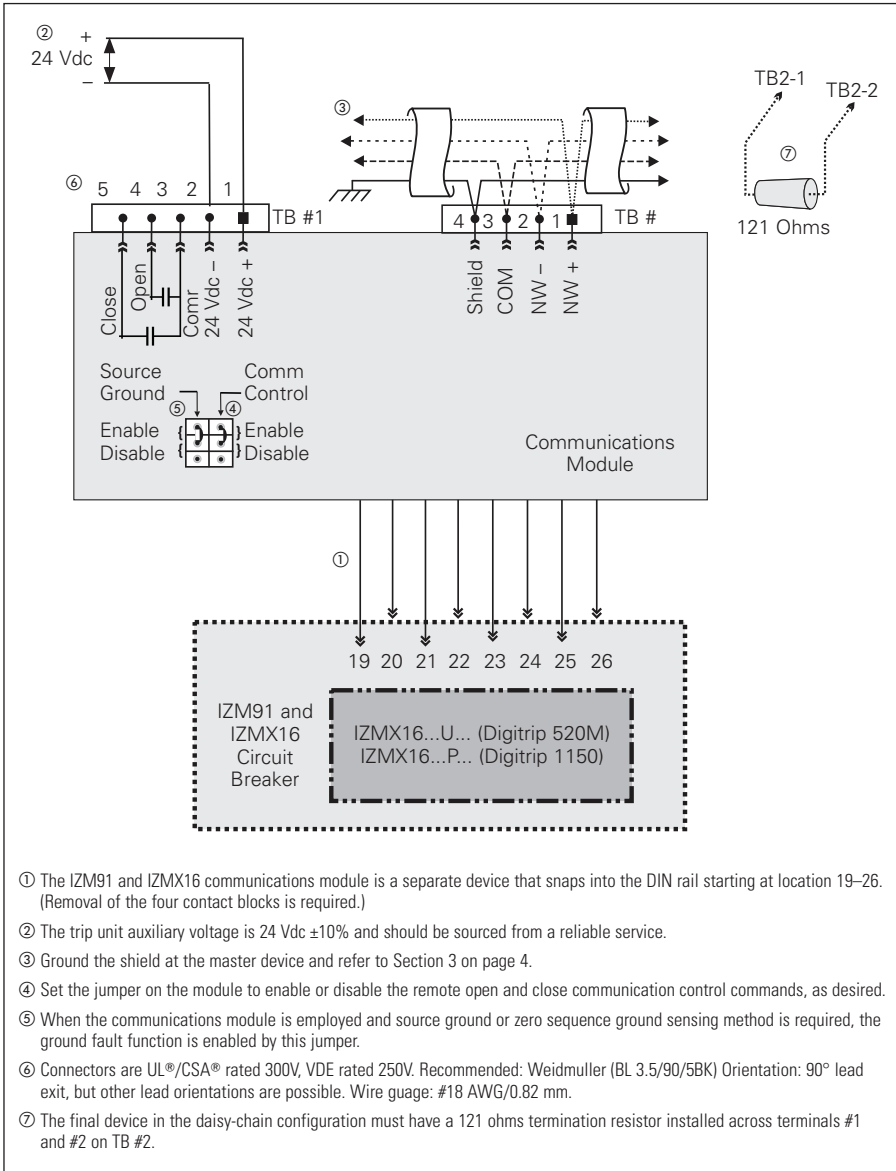 ② +
24 Vdc
–
③
TB2-1
TB2-2
⑦
121 Ohms
⑥ 5 4 3 2 1 TB #1
4 3 2 1 TB #
Close
Open
Comr
24 Vdc –
24 Vdc +
Shield
COM
NW –
NW +
Source
Ground
Comm
Control
⑤ ④
Enable { } Enable
Disable { } Disable
Communications
Module
①
19 20 21 22 23 24 25 26
IZM91 and
IZMX16
Circuit
Breaker
IZMX16...U... (Digitrip 520M)
IZMX16...P... (Digitrip 1150)
① The IZM91 and IZMX16 communications module is a separate device that snaps into the DIN rail starting at location 19–26.
(Removal of the four contact blocks is required.)
② The trip unit auxiliary voltage is 24 Vdc ±10% and should be sourced from a reliable service.
③ Ground the shield at the master device and refer to Section 3 on page 4.
④ Set the jumper on the module to enable or disable the remote open and close communication control commands, as desired.
⑤ When the communications module is employed and source ground or zero sequence ground sensing method is required, the
ground fault function is enabled by this jumper.
⑥ Connectors are UL®/CSA® rated 300V, VDE rated 250V. Recommended: Weidmuller (BL 3.5/90/5BK) Orientation: 90° lead
exit, but other lead orientations are possible. Wire guage: #18 AWG/0.82 mm.
⑦ The final device in the daisy-chain configuration must have a 121 ohms termination resistor installed across terminals #1
and #2 on TB #2.